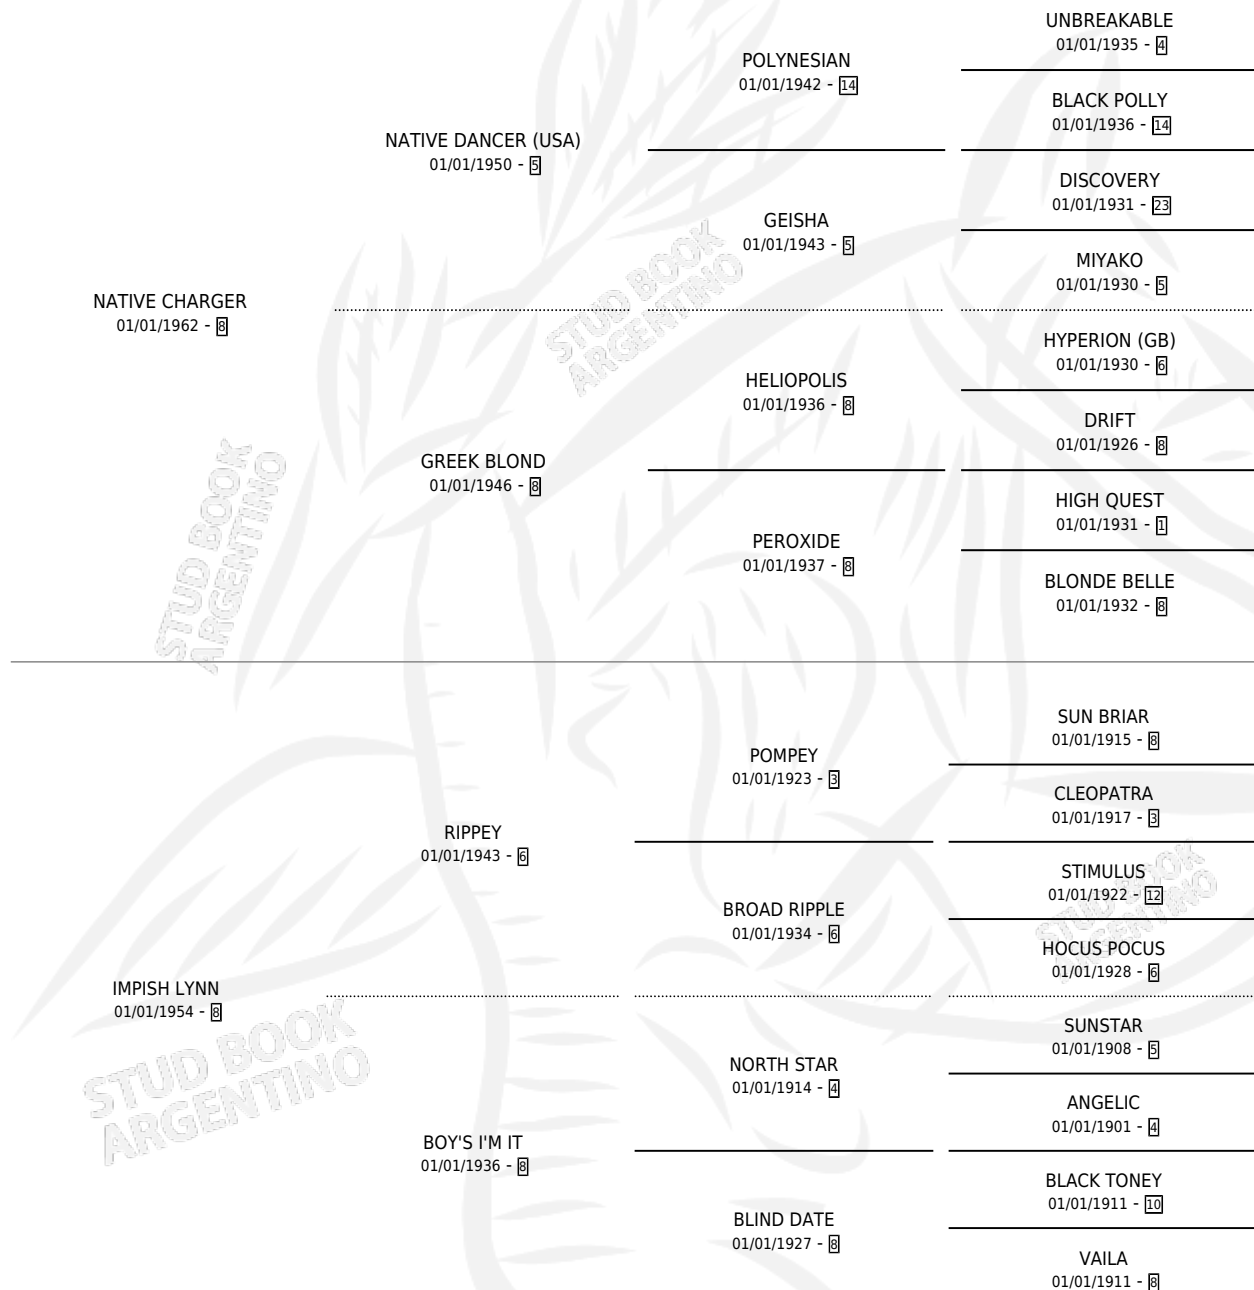 UNBREAKABLE
01/01/1935 - 4
POLYNESIAN
01/01/1942 - 14
BLACK POLLY
01/01/1936 - 14
NATIVE DANCER (USA)
01/01/1950 - 5
DISCOVERY
01/01/1931 - 23
GEISHA
01/01/1943 - 5
MIYAKO
01/01/1930 - 5
NATIVE CHARGER
01/01/1962 - 8
HYPERION (GB)
01/01/1930 - 6
HELIOPOLIS
01/01/1936 - 8
DRIFT
01/01/1926 - 8
GREEK BLOND
01/01/1946 - 8
HIGH QUEST
01/01/1931 - 1
PEROXIDE
01/01/1937 - 8
BLONDE BELLE
01/01/1932 - 8
SUN BRIAR
01/01/1915 - 8
POMPEY
01/01/1923 - 3
CLEOPATRA
01/01/1917 - 3
RIPPEY
01/01/1943 - 6
STIMULUS
01/01/1922 - 12
BROAD RIPPLE
01/01/1934 - 6
HOCUS POCUS
01/01/1928 - 6
IMPISH LYNN
01/01/1954 - 8
SUNSTAR
01/01/1908 - 5
NORTH STAR
01/01/1914 - 4
ANGELIC
01/01/1901 - 4
BOY'S I'M IT
01/01/1936 - 8
BLACK TONEY
01/01/1911 - 10
BLIND DATE
01/01/1927 - 8
VAILA
01/01/1911 - 8
STUD BOOK
ARGENTINO
STUD BOOK
ARGENTINO
STUD BOOK
ARGENTINO
STUD BOOK
ARGENTINO